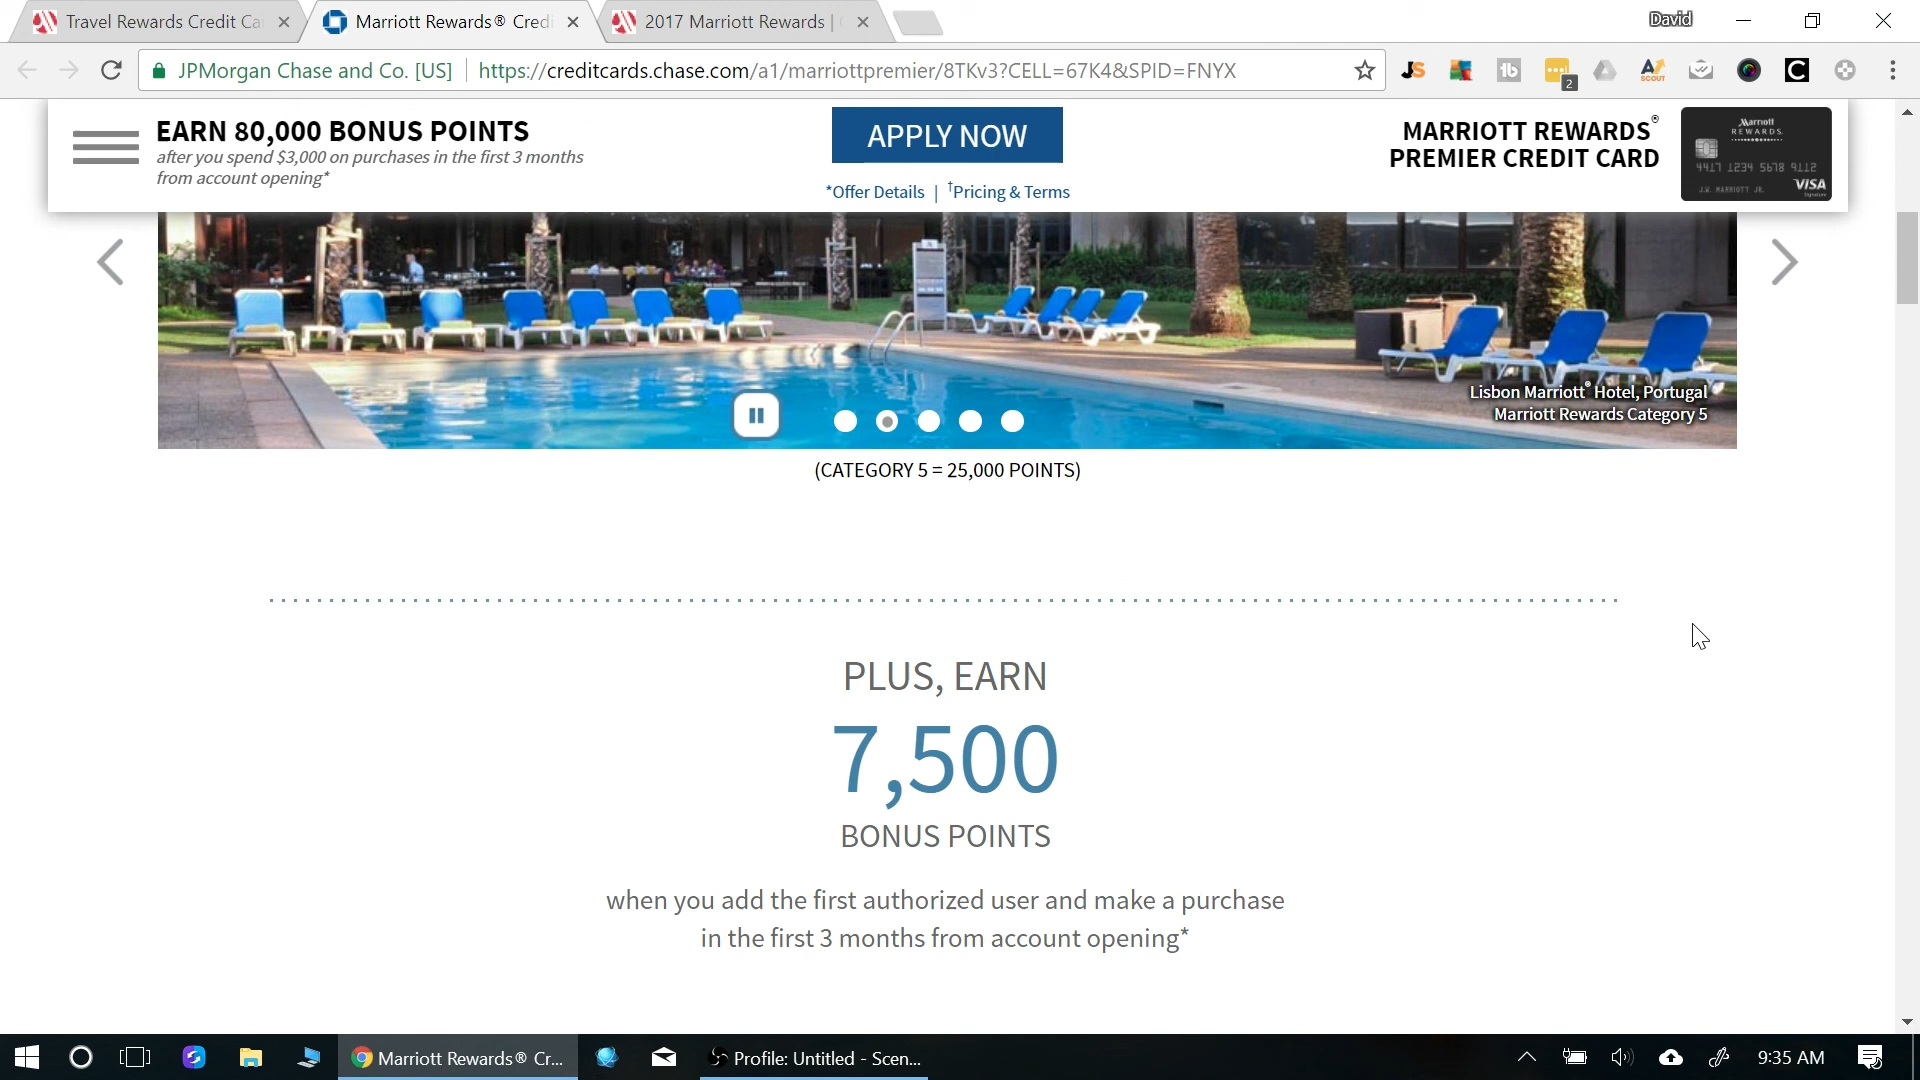 Travel Rewards Credit Ca
Marriott Rewards® Credi
2017 Marriott Rewards |
David
JPMorgan Chase and Co. [US]
https://creditcards.chase.com/a1/marriottpremier/8TKv3?CELL=67K4&SPID=FNYX
JS
tb
2
SCOUT
C
EARN 80,000 BONUS POINTS
after you spend $3,000 on purchases in the first 3 months
from account opening*
APPLY NOW
*Offer Details | †Pricing & Terms
MARRIOTT REWARDS®
PREMIER CREDIT CARD
Marriott
REWARDS.
4417 1234 5678 9112
J.W. MARRIOTT JR.
VISA
Signature
Lisbon Marriott® Hotel, Portugal
Marriott Rewards Category 5
(CATEGORY 5 = 25,000 POINTS)
PLUS, EARN
7,500
BONUS POINTS
when you add the first authorized user and make a purchase
in the first 3 months from account opening*
Marriott Rewards® Cr...
Profile: Untitled - Scen...
9:35 AM